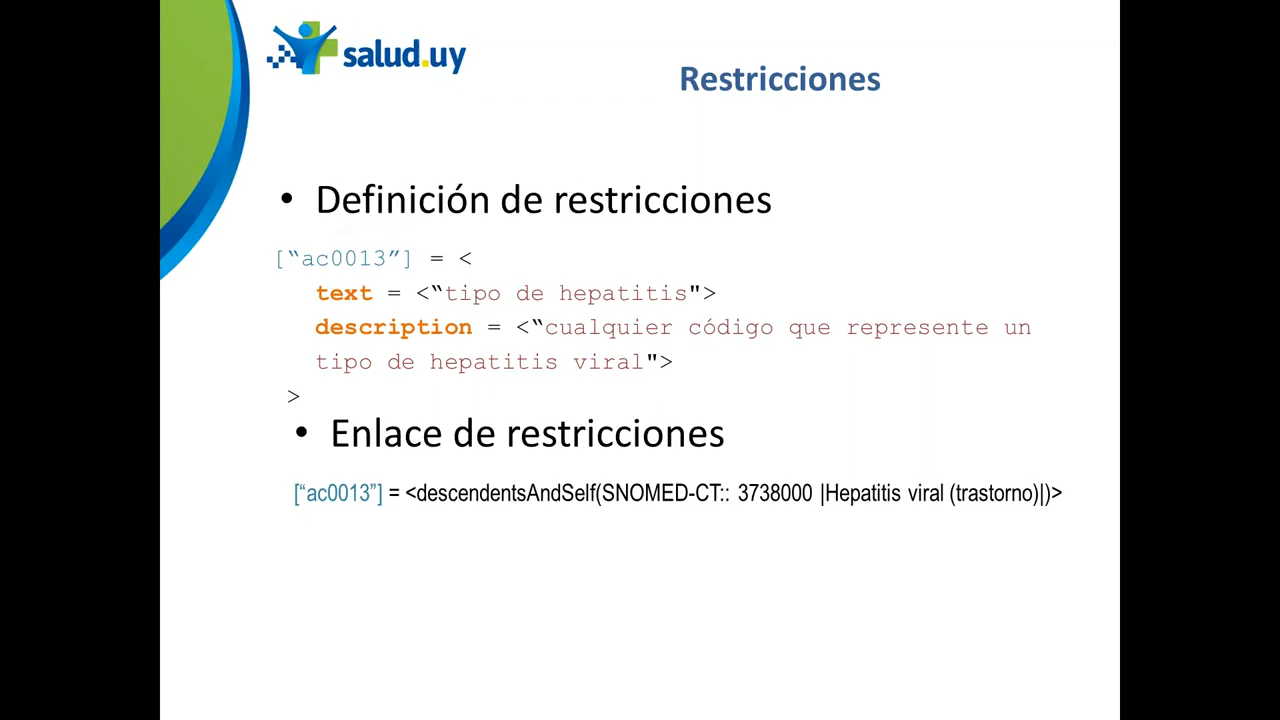 salud.uy
Restricciones
• Definición de restricciones
[“ac0013”] = <
text = <“tipo de hepatitis">
description = <“cualquier código que represente un
tipo de hepatitis viral">
>
• Enlace de restricciones
[“ac0013”] = <descendentsAndSelf(SNOMED-CT:: 3738000 |Hepatitis viral (trastorno)|)>